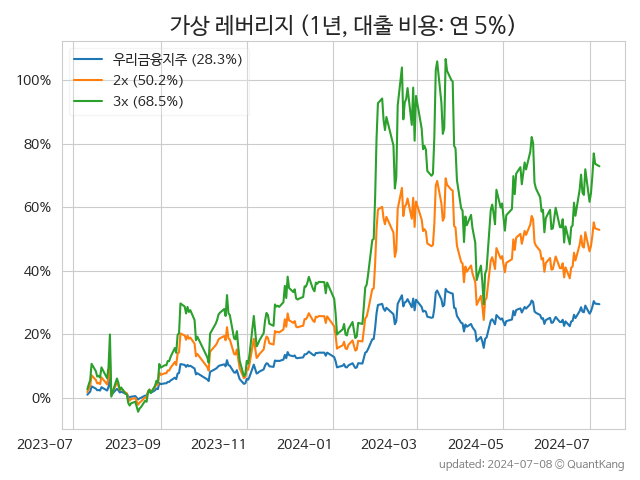 가상 레버리지 (1년, 대출 비용: 연 5%)
우리금융지주 (28.3%)
2x (50.2%)
3x (68.5%)
100%
80%
60%
40%
20%
0%
2023-07 2023-09 2023-11 2024-01 2024-03 2024-05 2024-07
updated: 2024-07-08 © QuantKang